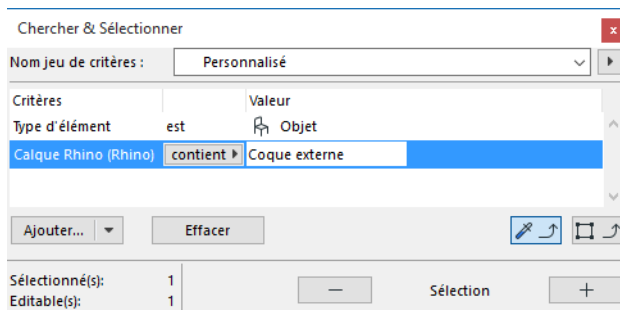 Chercher & Sélectionner
x
Nom jeu de critères : Personnalisé
Critères Valeur
Type d'élément est Objet
Calque Rhino (Rhino) contient Coque externe
Ajouter... Effacer
Sélectionné(s): 1
Editable(s): 1
Sélection